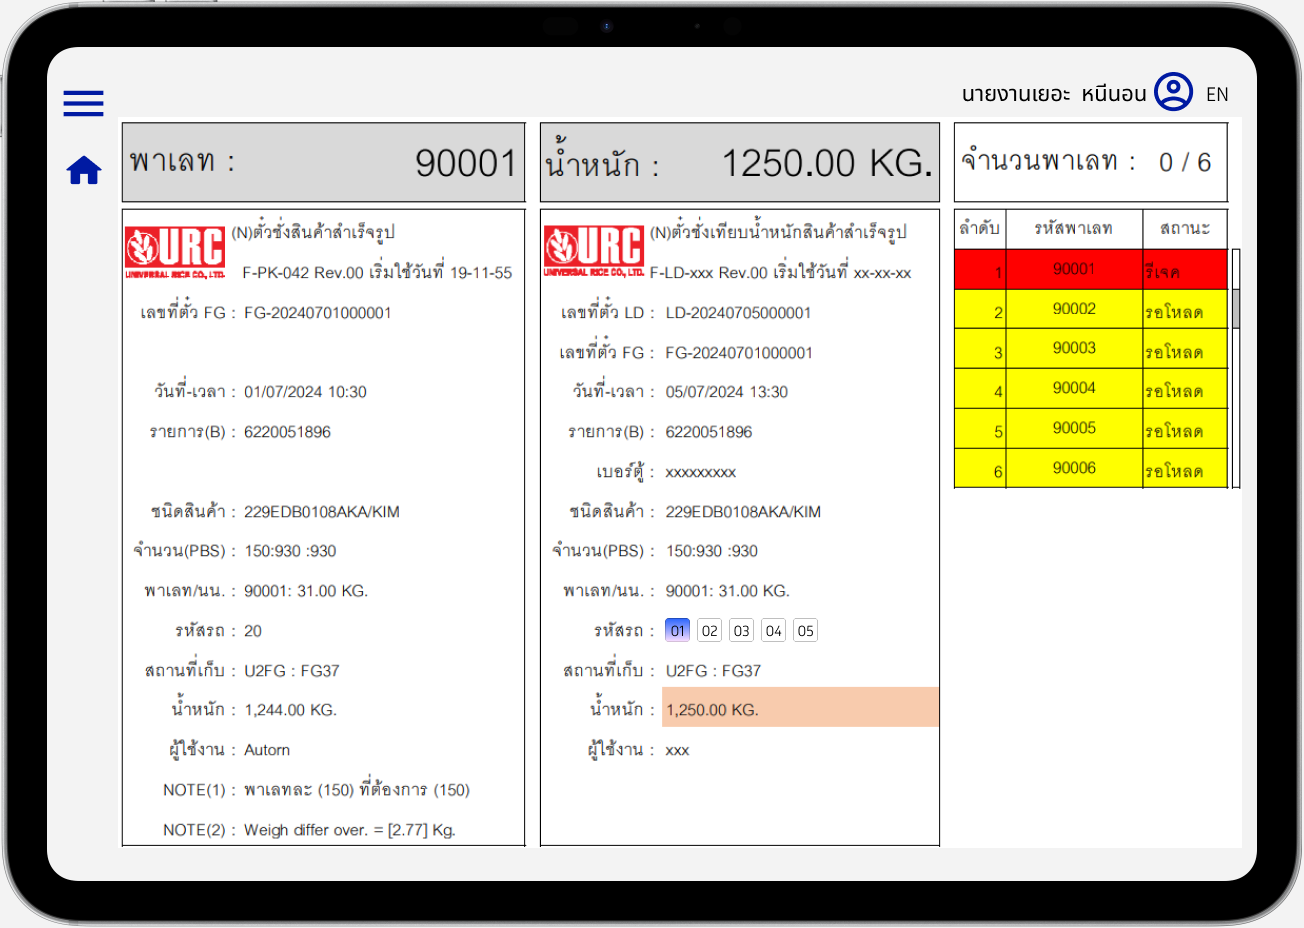 นายงานเยอะ หนีนอน EN
พาเลท : 90001
น้ำหนัก : 1250.00 KG.
จำนวนพาเลท : 0 / 6
URC
UNIVERSAL RICE CO., LTD.
(N)ตั๋วชั่งสินค้าสำเร็จรูป
F-PK-042 Rev.00 เริ่มใช้วันที่ 19-11-55
เลขที่ตั๋ว FG : FG-20240701000001
วันที่-เวลา : 01/07/2024 10:30
รายการ(B) : 6220051896
ชนิดสินค้า : 229EDB0108AKA/KIM
จำนวน(PBS) : 150:930 :930
พาเลท/นน. : 90001: 31.00 KG.
รหัสรถ : 20
สถานที่เก็บ : U2FG : FG37
น้ำหนัก : 1,244.00 KG.
ผู้ใช้งาน : Autorn
NOTE(1) : พาเลทละ (150) ที่ต้องการ (150)
NOTE(2) : Weigh differ over. = [2.77] Kg.
URC
UNIVERSAL RICE CO., LTD.
(N)ตั๋วชั่งเทียบน้ำหนักสินค้าสำเร็จรูป
F-LD-xxx Rev.00 เริ่มใช้วันที่ xx-xx-xx
เลขที่ตั๋ว LD : LD-20240705000001
เลขที่ตั๋ว FG : FG-20240701000001
วันที่-เวลา : 05/07/2024 13:30
รายการ(B) : 6220051896
เบอร์ตู้ : xxxxxxxxx
ชนิดสินค้า : 229EDB0108AKA/KIM
จำนวน(PBS) : 150:930 :930
พาเลท/นน. : 90001: 31.00 KG.
รหัสรถ : 01 02 03 04 05
สถานที่เก็บ : U2FG : FG37
น้ำหนัก : 1,250.00 KG.
ผู้ใช้งาน : xxx
ลำดับ รหัสพาเลท สถานะ
1 90001 รีเจค
2 90002 รอโหลด
3 90003 รอโหลด
4 90004 รอโหลด
5 90005 รอโหลด
6 90006 รอโหลด